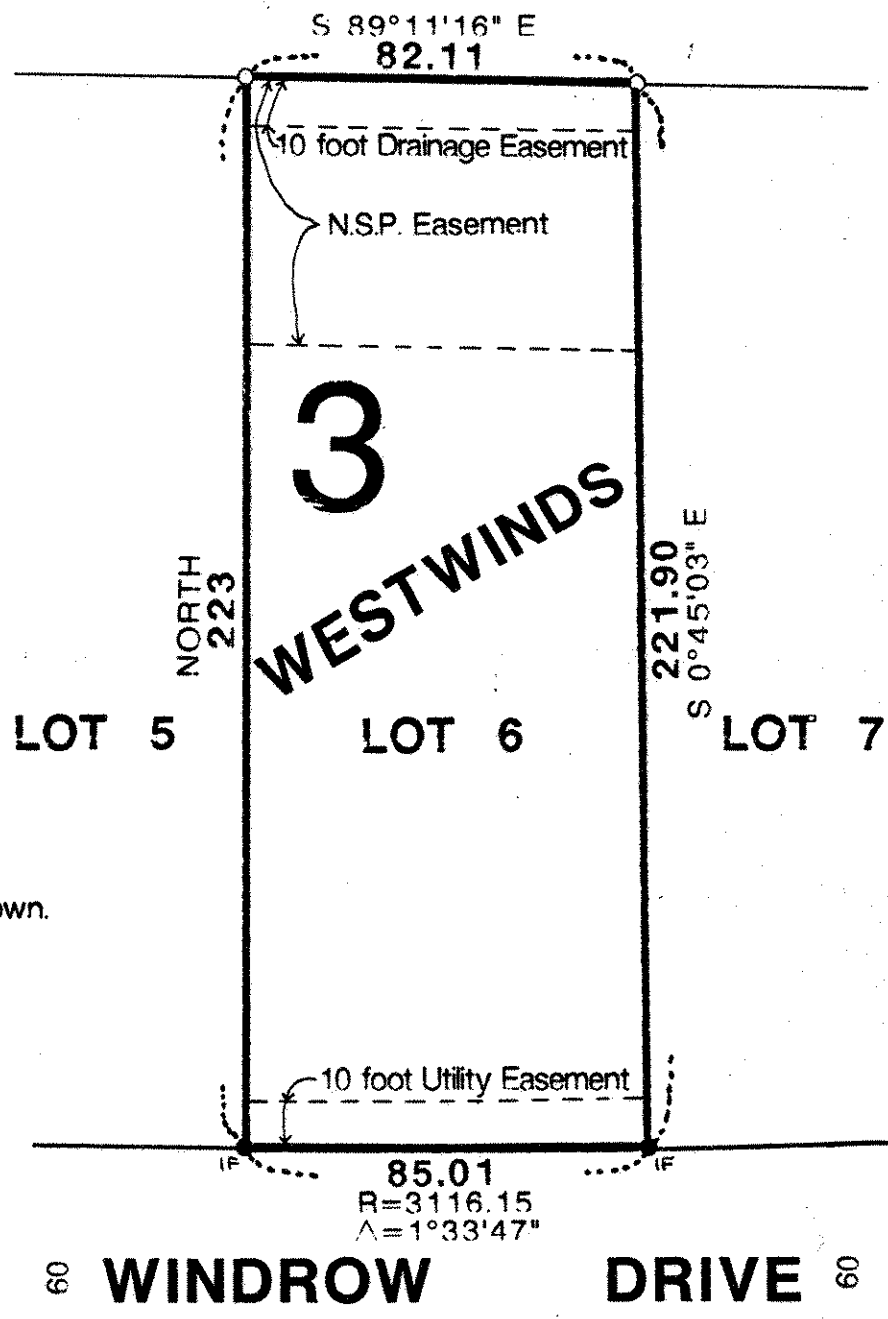 S 89°11'16" E
82.11
10 foot Drainage Easement
N.S.P. Easement
3
WESTWINDS
NORTH
223
221.90
S 0°45'03" E
LOT 5
LOT 6
LOT 7
own.
10 foot Utility Easement
IF
85.01
IF
R=3116.15
Δ=1°33'47"
60 WINDROW DRIVE 60